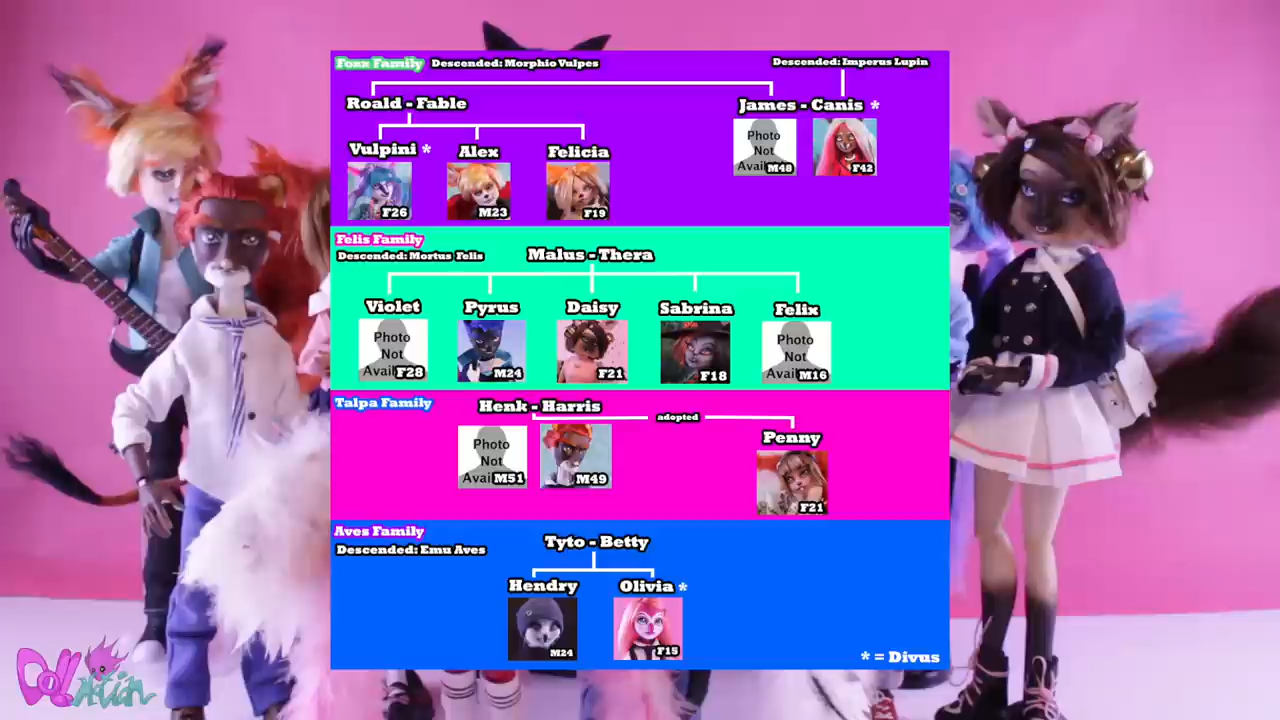 Foxx Family Descended: Morphio Vulpes Descended: Imperus Lupin
Roald - Fable James - Canis *
Photo
Not
Avail M48
F42
Vulpini * Alex Felicia
F26 M23 F19
Felis Family
Descended: Mortus Felis
Malus - Thera
Violet Pyrus Daisy Sabrina Felix
Photo
Not
Avail F28
M24 F21 F18
Photo
Not
Avail M16
Talpa Family Henk - Harris adopted
Penny
Photo
Not
Avai M51
M49 F21
Aves Family
Descended: Emu Aves
Tyto - Betty
Hendry Olivia *
M24 F15
* = Divus